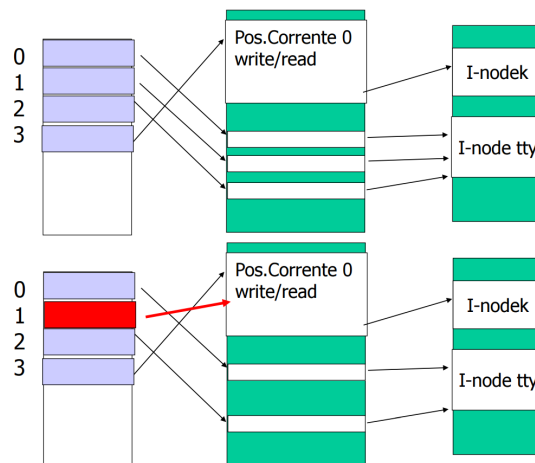 0
1
2
3
Pos.Corrente 0
write/read
I-nodek
I-node tty
0
1
2
3
Pos.Corrente 0
write/read
I-nodek
I-node tty